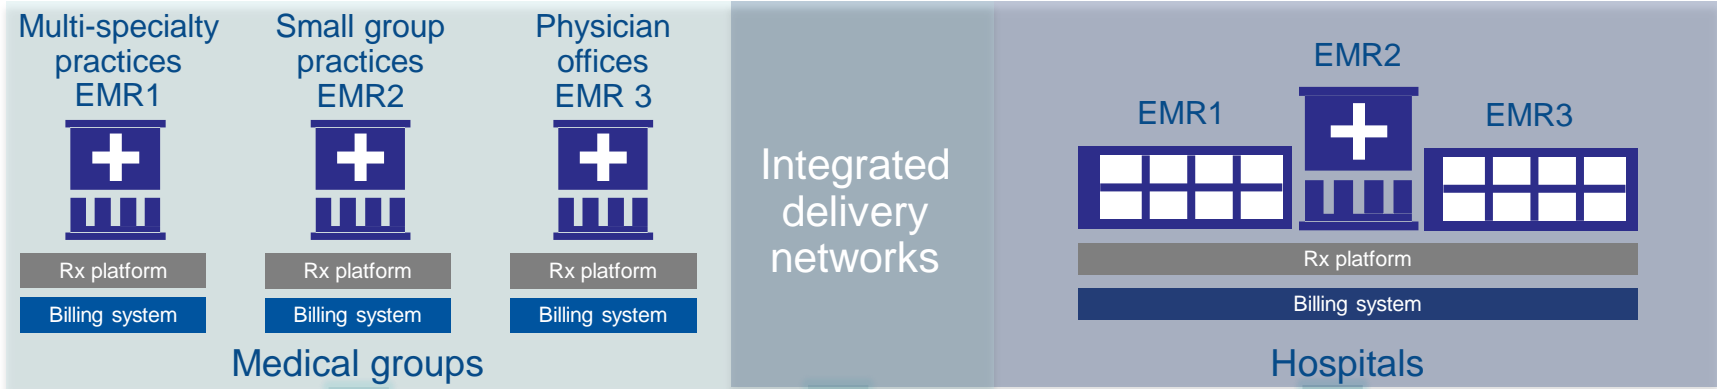 Multi-specialty
practices
EMR1
Small group
practices
EMR2
Physician
offices
EMR 3
Rx platform
Rx platform
Rx platform
Billing system
Billing system
Billing system
Medical groups
Integrated
delivery
networks
EMR1
EMR2
EMR3
Rx platform
Billing system
Hospitals